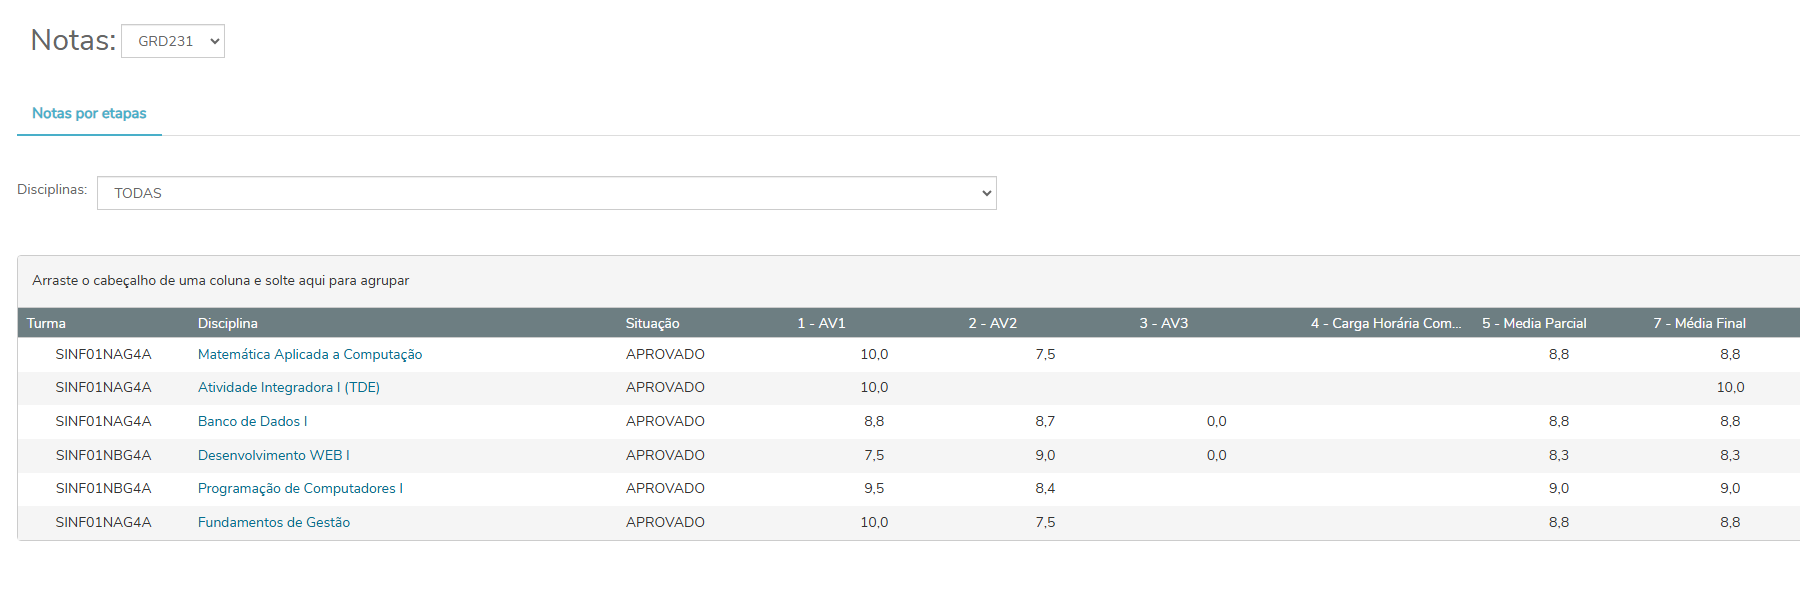 Notas: GRD231
Notas por etapas
Disciplinas: TODAS
Arraste o cabeçalho de uma coluna e solte aqui para agrupar
Turma Disciplina Situação 1 - AV1 2 - AV2 3 - AV3 4 - Carga Horária Com... 5 - Media Parcial 7 - Média Final
SINF01NAG4A Matemática Aplicada a Computação APROVADO 10,0 7,5 8,8 8,8
SINF01NAG4A Atividade Integradora I (TDE) APROVADO 10,0 10,0
SINF01NAG4A Banco de Dados I APROVADO 8,8 8,7 0,0 8,8 8,8
SINF01NBG4A Desenvolvimento WEB I APROVADO 7,5 9,0 0,0 8,3 8,3
SINF01NBG4A Programação de Computadores I APROVADO 9,5 8,4 9,0 9,0
SINF01NAG4A Fundamentos de Gestão APROVADO 10,0 7,5 8,8 8,8